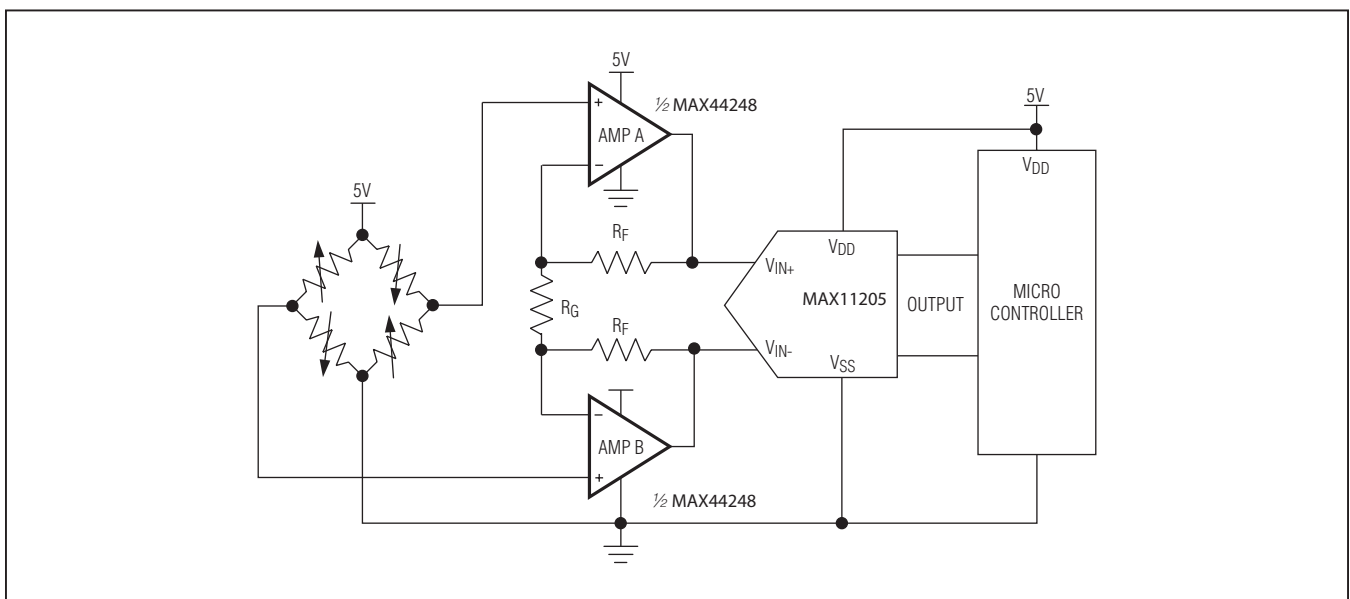 5V
½ MAX44248
+
AMP A
−
5V
5V
VDD
RF
VDD
VIN+
MAX11205
OUTPUT
MICRO
CONTROLLER
RG
RF
VIN-
VSS
−
AMP B
+
½ MAX44248